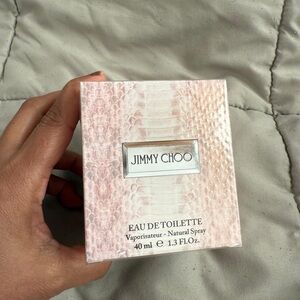 JIMMY CHOO
EAU DE TOILETTE
Vaporisateur - Natural Spray
40 ml ℮ 1.3 Fl.Oz.